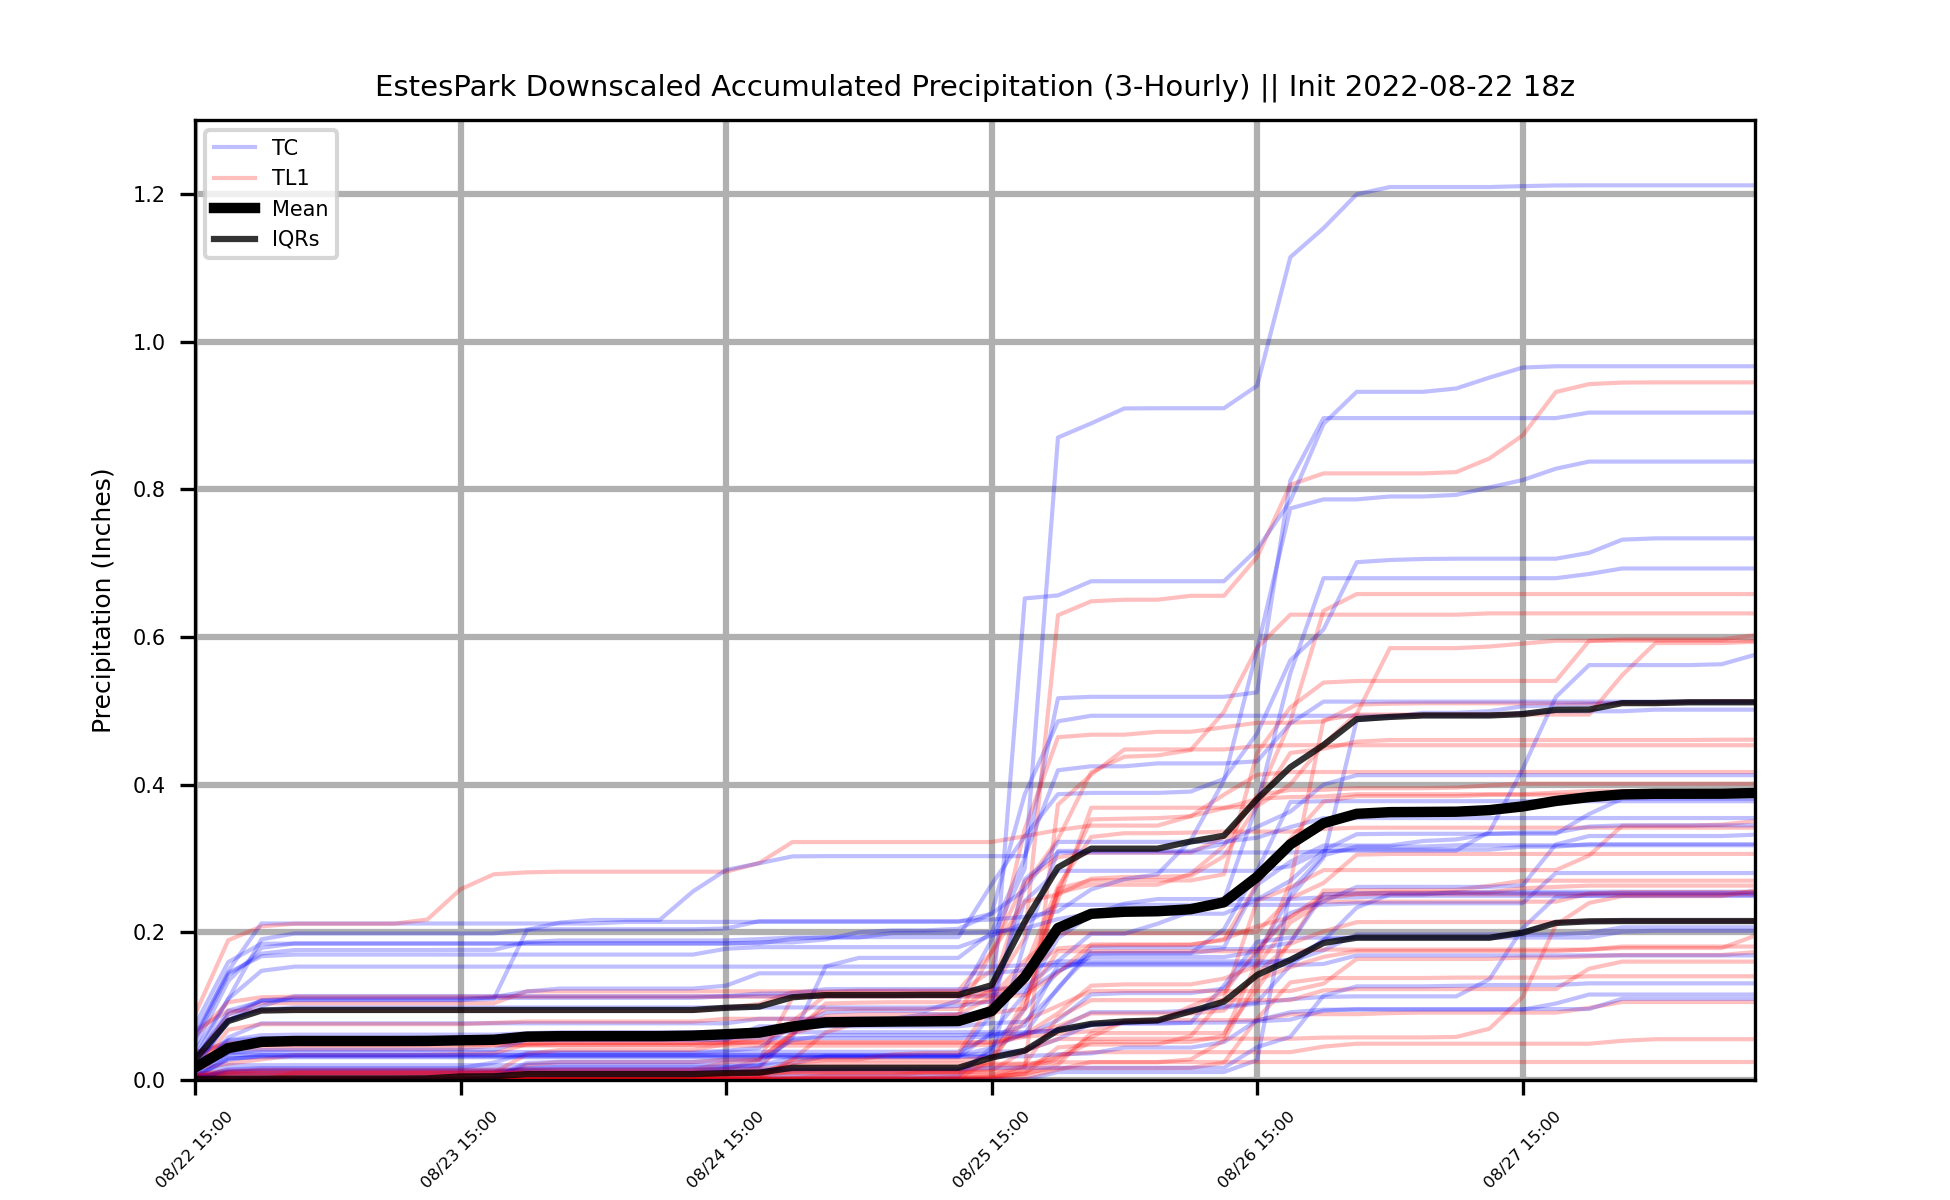 EstesPark Downscaled Accumulated Precipitation (3-Hourly) || Init 2022-08-22 18z
TC
TL1
Mean
IQRs
Precipitation (Inches)
1.2
1.0
0.8
0.6
0.4
0.2
0.0
08/22 15:00
08/23 15:00
08/24 15:00
08/25 15:00
08/26 15:00
08/27 15:00